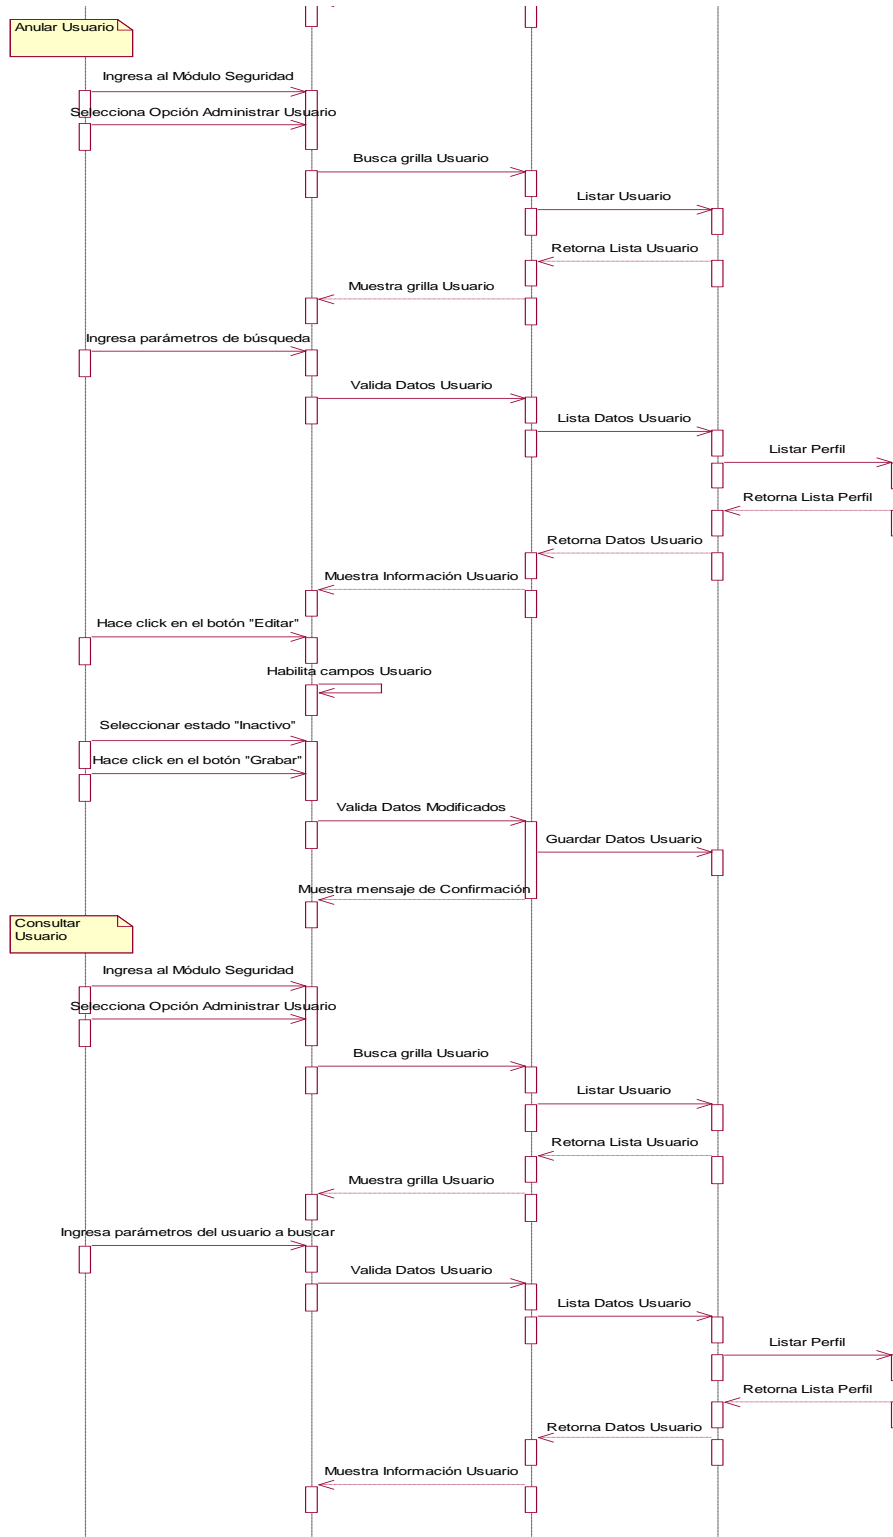 Anular Usuario
Ingresa al Módulo Seguridad
Selecciona Opción Administrar Usuario
Busca grilla Usuario
Listar Usuario
Retorna Lista Usuario
Muestra grilla Usuario
Ingresa parámetros de búsqueda
Valida Datos Usuario
Lista Datos Usuario
Listar Perfil
Retorna Lista Perfil
Retorna Datos Usuario
Muestra Información Usuario
Hace click en el botón "Editar"
Habilita campos Usuario
Seleccionar estado "Inactivo"
Hace click en el botón "Grabar"
Valida Datos Modificados
Guardar Datos Usuario
Muestra mensaje de Confirmación
Consultar
Usuario
Ingresa al Módulo Seguridad
Selecciona Opción Administrar Usuario
Busca grilla Usuario
Listar Usuario
Retorna Lista Usuario
Muestra grilla Usuario
Ingresa parámetros del usuario a buscar
Valida Datos Usuario
Lista Datos Usuario
Listar Perfil
Retorna Lista Perfil
Retorna Datos Usuario
Muestra Información Usuario